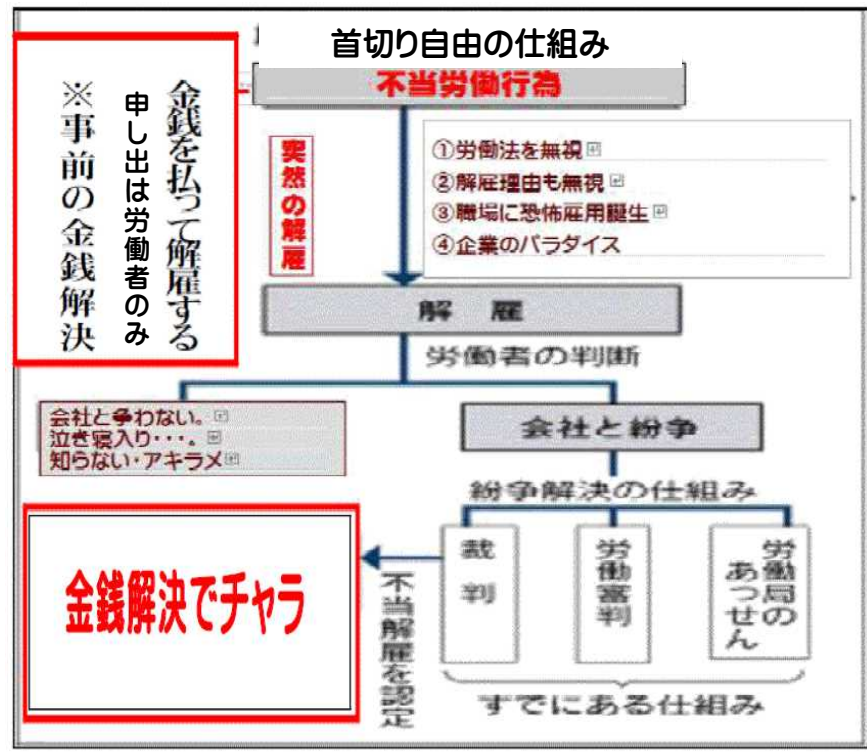 首切り自由の仕組み
不当労働行為
金銭を払って解雇する
申し出は労働者のみ
※事前の金銭解決
突然の解雇
①労働法を無視
②解雇理由も無視
③職場に恐怖雇用誕生
④企業のパラダイス
解雇
労働者の判断
会社と争わない。
泣き寝入り・・・。
知らない・アキラメ
会社と紛争
紛争解決の仕組み
裁判
労働審判
労働局の
あっせん
不当解雇を認定
金銭解決でチャラ
すでにある仕組み